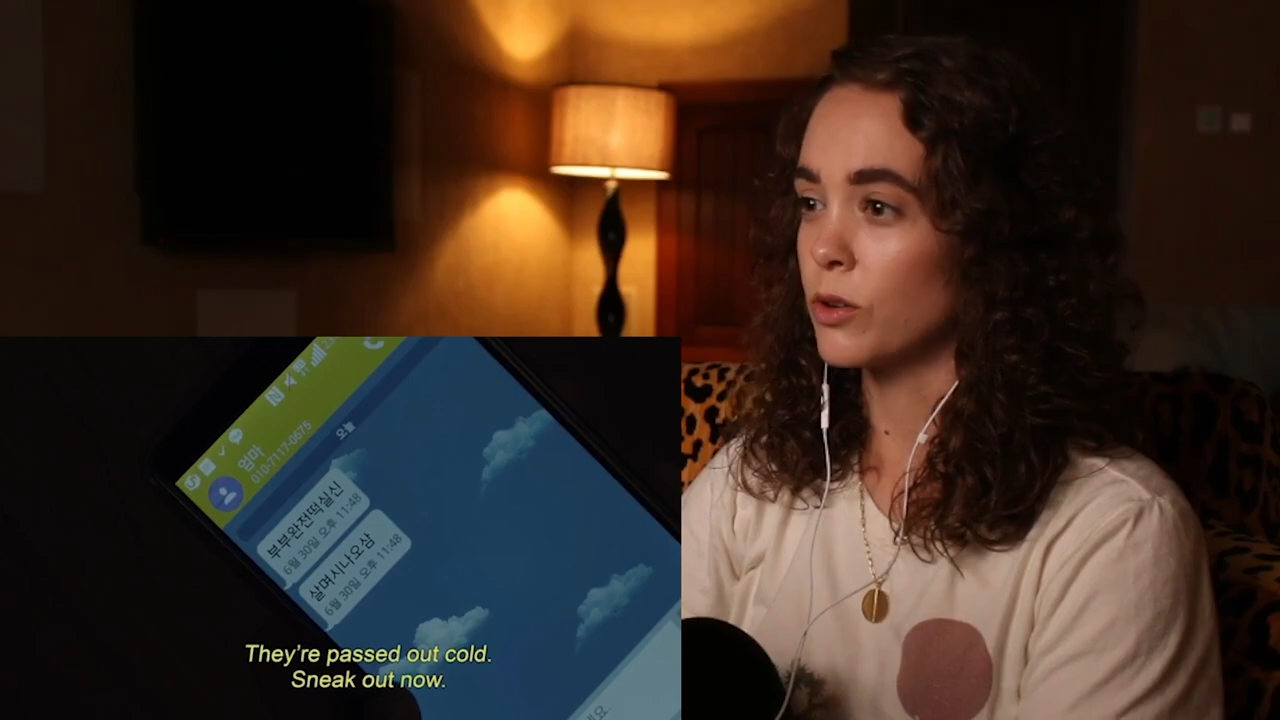 엄마
010-7117-0675
오늘
부부완전떡실신
6월 30일 오후 11:48
살며시나오삼
6월 30일 오후 11:48
They're passed out cold.
Sneak out now.